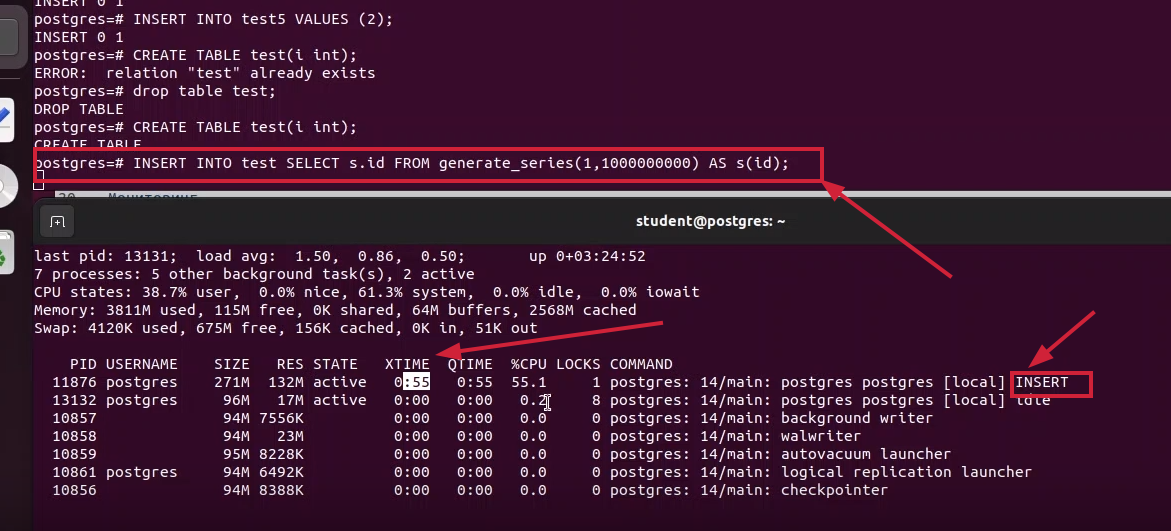 INSERT 0 1
postgres=# INSERT INTO test5 VALUES (2);
INSERT 0 1
postgres=# CREATE TABLE test(i int);
ERROR:  relation "test" already exists
postgres=# drop table test;
DROP TABLE
postgres=# CREATE TABLE test(i int);
CREATE TABLE
postgres=# INSERT INTO test SELECT s.id FROM generate_series(1,1000000000) AS s(id);
student@postgres: ~
last pid: 13131;  load avg:  1.50,  0.86,  0.50;       up 0+03:24:52
7 processes: 5 other background task(s), 2 active
CPU states: 38.7% user,  0.0% nice, 61.3% system,  0.0% idle,  0.0% iowait
Memory: 3811M used, 115M free, 0K shared, 64M buffers, 2568M cached
Swap: 4120K used, 675M free, 156K cached, 0K in, 51K out
PID USERNAME    SIZE   RES STATE   XTIME  QTIME  %CPU LOCKS COMMAND
11876 postgres    271M  132M active   0:55   0:55  55.1     1 postgres: 14/main: postgres postgres [local] INSERT
13132 postgres     96M   17M active   0:00   0:00   0.2     8 postgres: 14/main: postgres postgres [local] idle
10857              94M 7556K          0:00   0:00   0.0     0 postgres: 14/main: background writer
10858              94M   23M          0:00   0:00   0.0     0 postgres: 14/main: walwriter
10859              95M 8228K          0:00   0:00   0.0     0 postgres: 14/main: autovacuum launcher
10861 postgres     94M 6492K          0:00   0:00   0.0     0 postgres: 14/main: logical replication launcher
10856              94M 8388K          0:00   0:00   0.0     0 postgres: 14/main: checkpointer